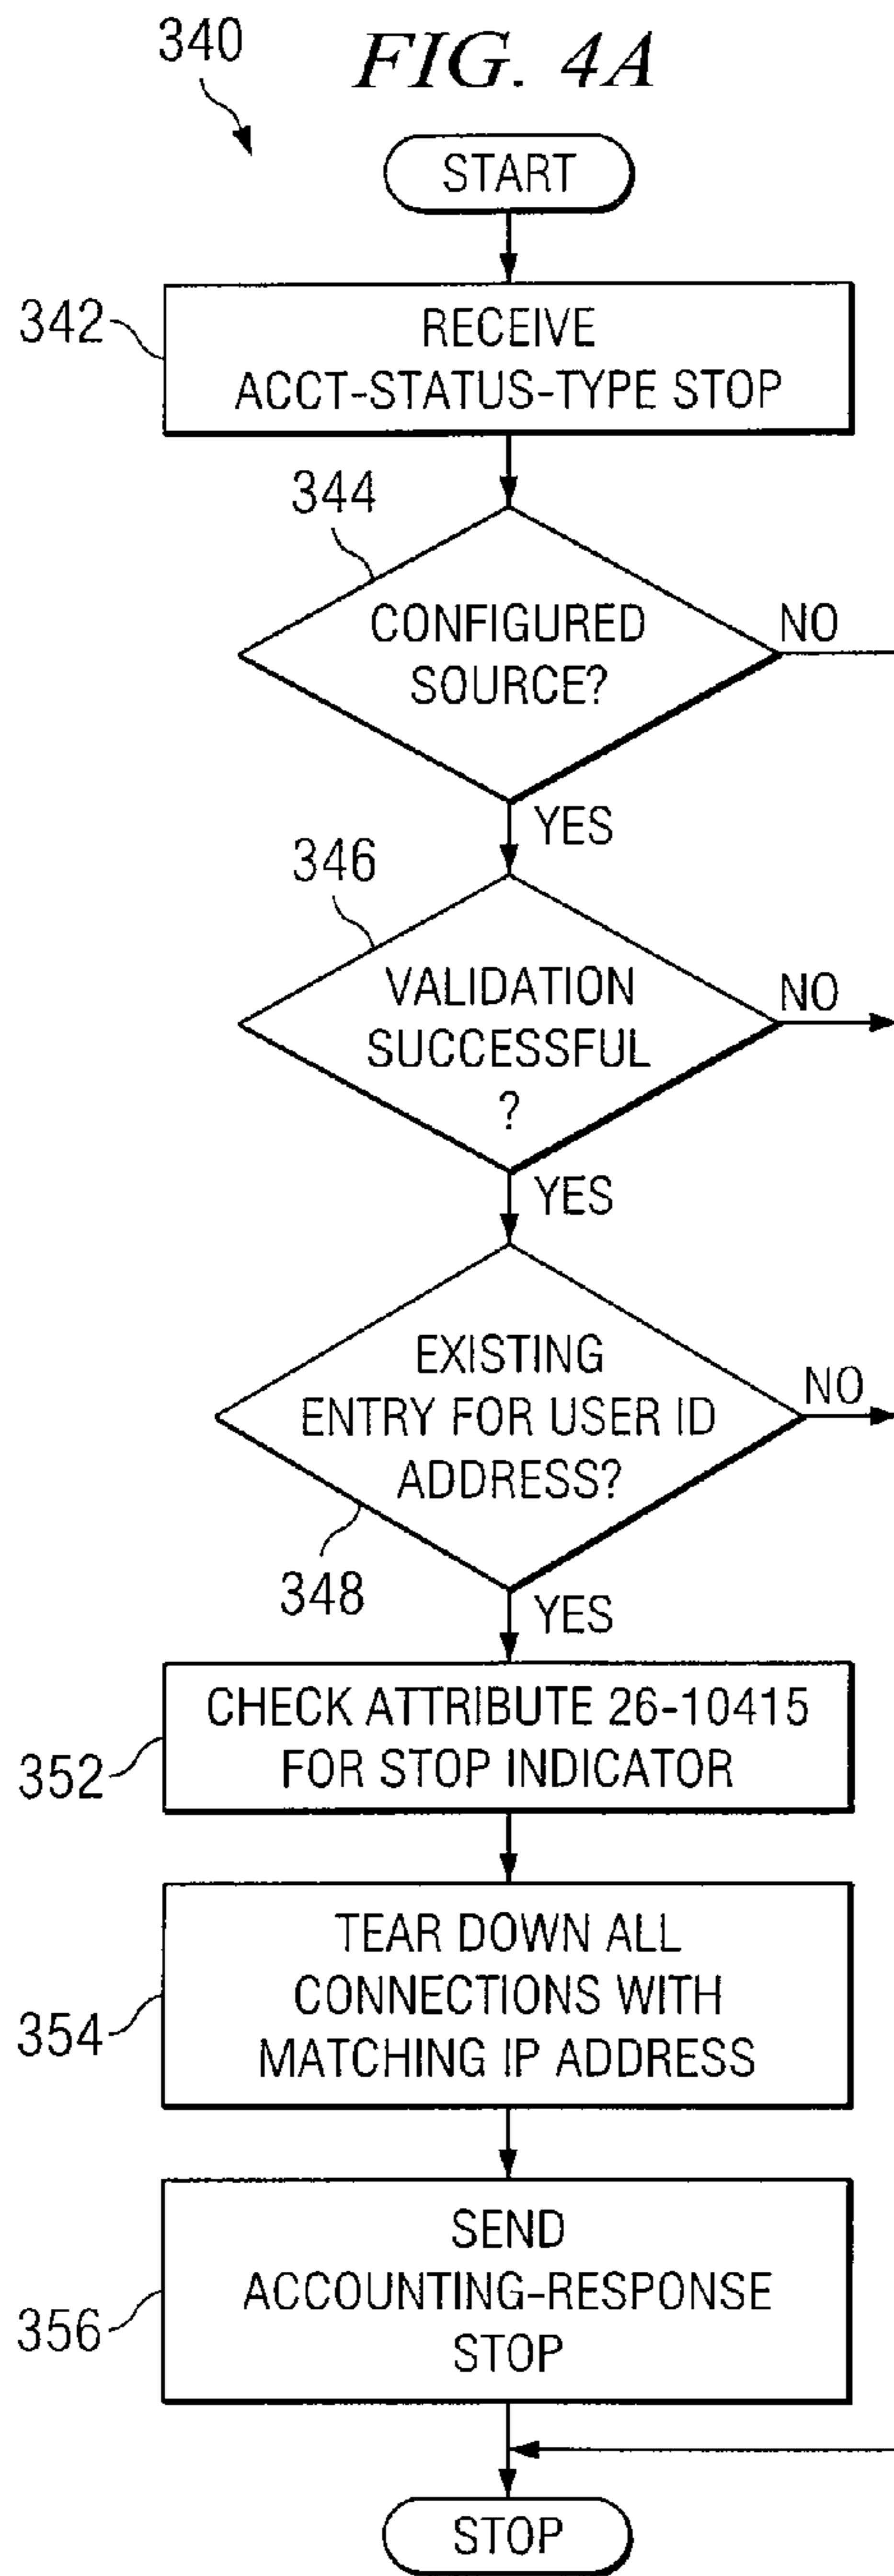 340
FIG. 4A
START
342
RECEIVE
ACCT-STATUS-TYPE STOP
344
CONFIGURED
SOURCE?
NO
YES
346
VALIDATION
SUCCESSFUL
?
NO
YES
EXISTING
ENTRY FOR USER ID
ADDRESS?
NO
348
YES
352
CHECK ATTRIBUTE 26-10415
FOR STOP INDICATOR
354
TEAR DOWN ALL
CONNECTIONS WITH
MATCHING IP ADDRESS
356
SEND
ACCOUNTING-RESPONSE
STOP
STOP